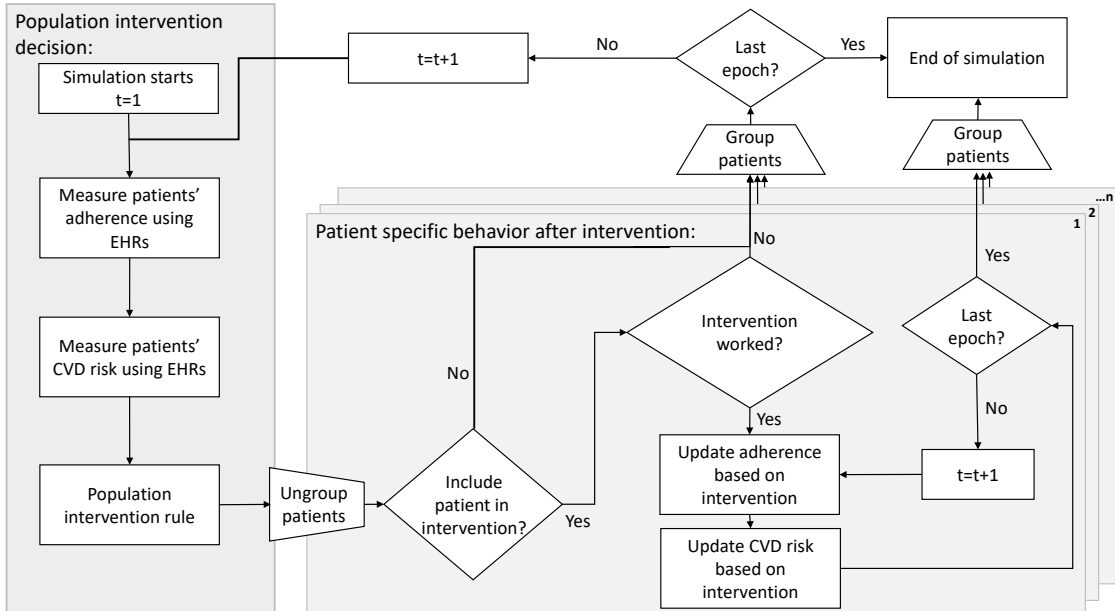 Population intervention
decision:
Simulation starts
t=1
Measure patients'
adherence using
EHRs
Measure patients'
CVD risk using EHRs
Population
intervention rule
Ungroup
patients
t=t+1
No
Last
epoch?
Yes
End of simulation
Group
patients
Group
patients
...n
2
1
Patient specific behavior after intervention:
No
Intervention
worked?
Yes
No
Include
patient in
intervention?
Yes
Yes
Last
epoch?
No
t=t+1
Update adherence
based on
intervention
Update CVD risk
based on
intervention